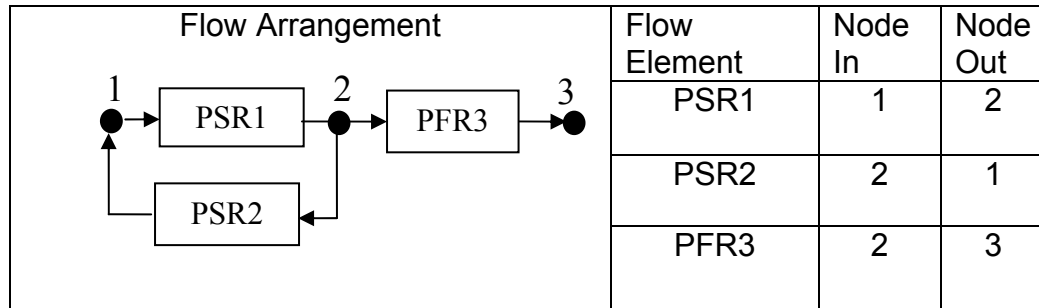 Flow Arrangement
1
2
3
PSR1
PFR3
PSR2
Flow Element
Node In
Node Out
PSR1 1 2
PSR2 2 1
PFR3 2 3